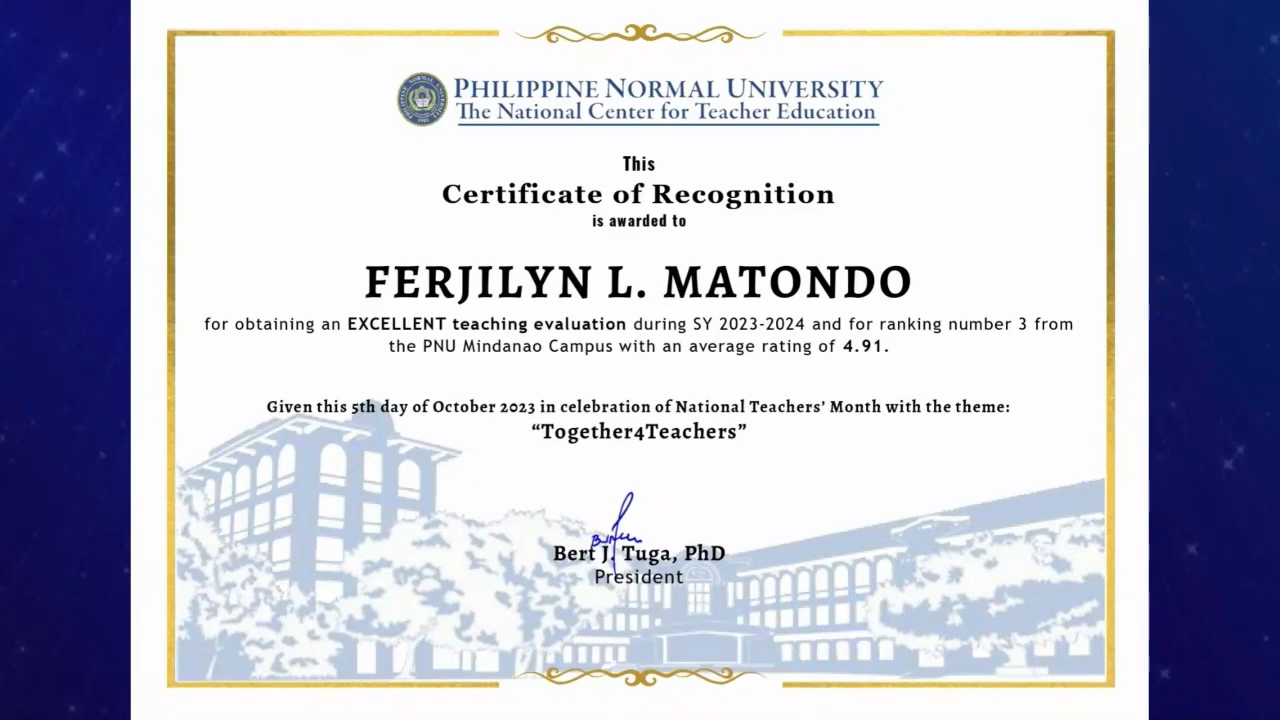 PHILIPPINE NORMAL UNIVERSITY
The National Center for Teacher Education
This
Certificate of Recognition
is awarded to
FERJILYN L. MATONDO
for obtaining an EXCELLENT teaching evaluation during SY 2023-2024 and for ranking number 3 from
the PNU Mindanao Campus with an average rating of 4.91.
Given this 5th day of October 2023 in celebration of National Teachers’ Month with the theme:
“Together4Teachers”
Bert J. Tuga, PhD
President